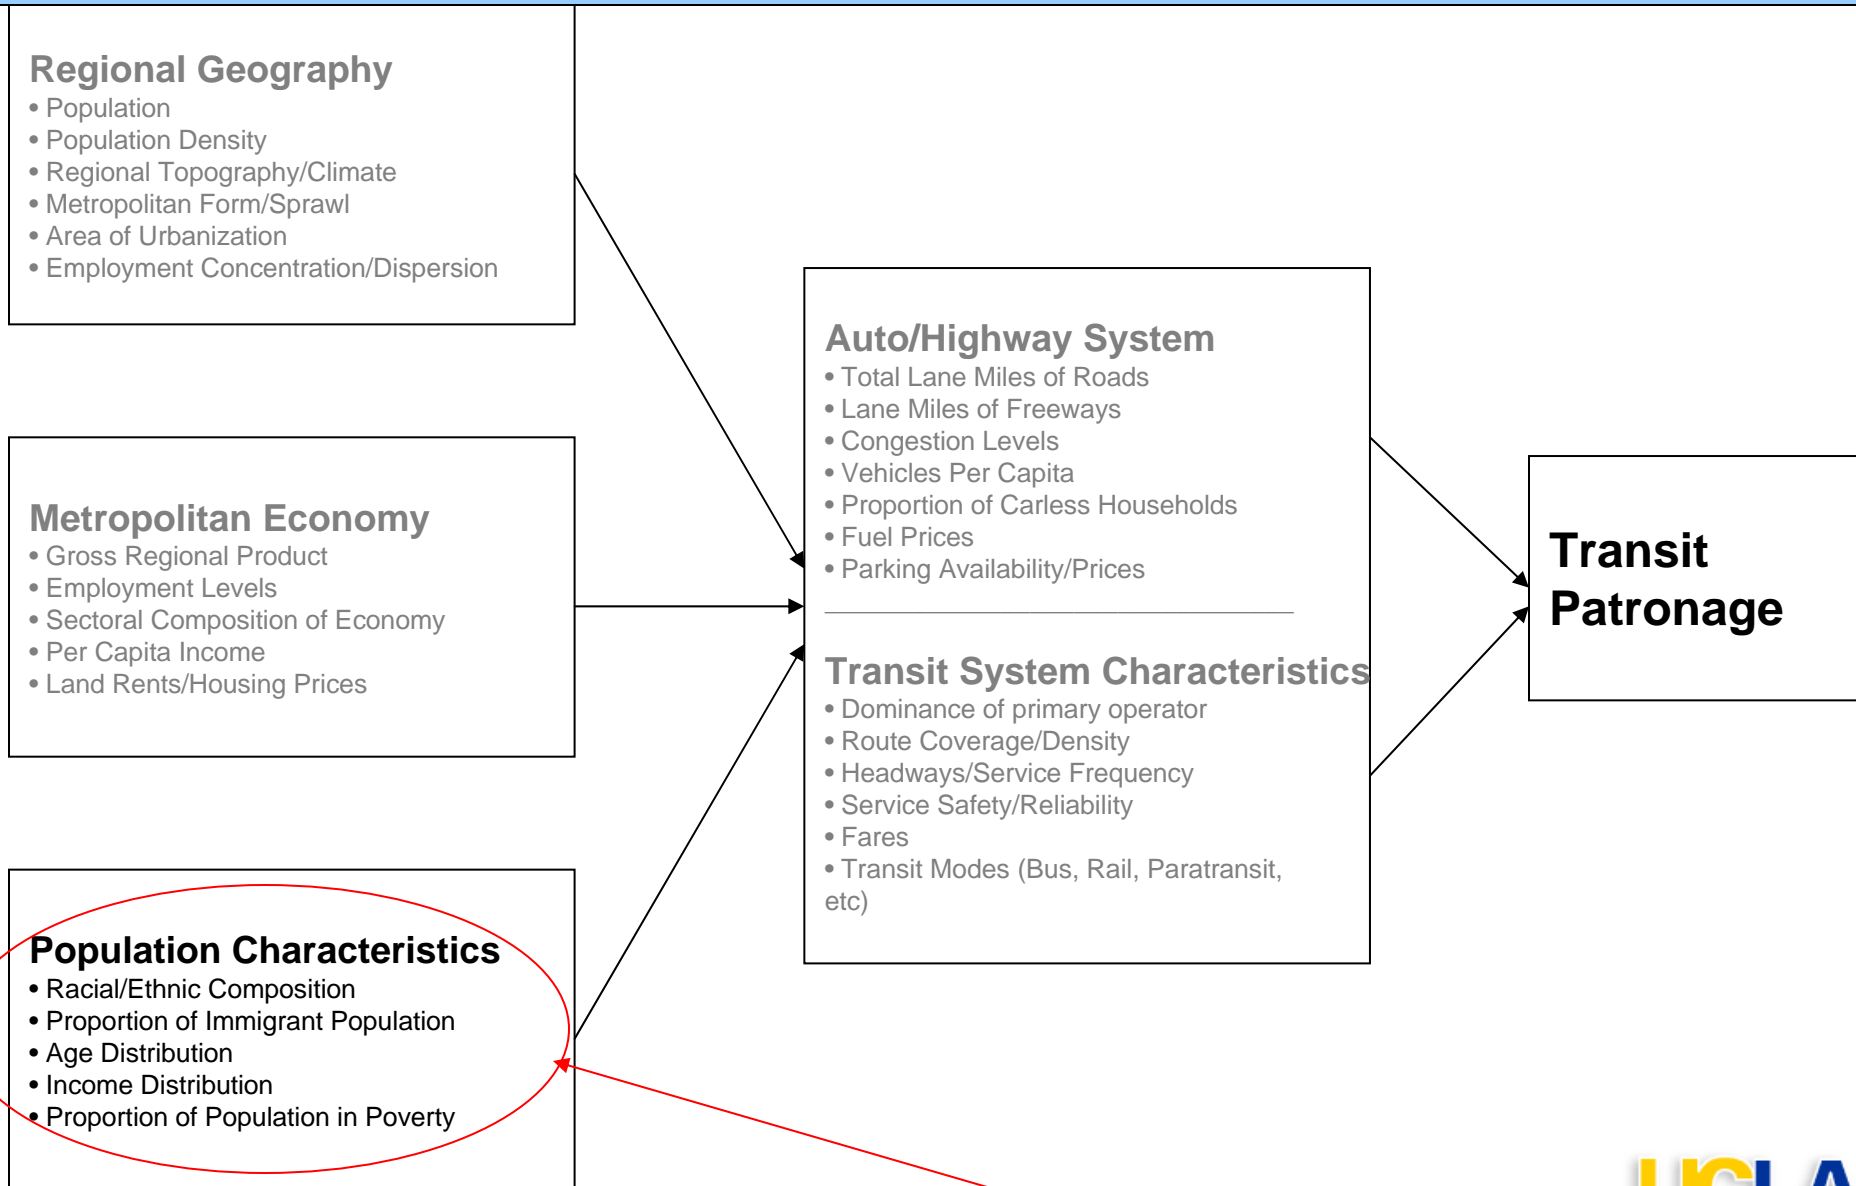 Regional Geography
• Population
• Population Density
• Regional Topography/Climate
• Metropolitan Form/Sprawl
• Area of Urbanization
• Employment Concentration/Dispersion
Metropolitan Economy
• Gross Regional Product
• Employment Levels
• Sectoral Composition of Economy
• Per Capita Income
• Land Rents/Housing Prices
Population Characteristics
• Racial/Ethnic Composition
• Proportion of Immigrant Population
• Age Distribution
• Income Distribution
• Proportion of Population in Poverty
Auto/Highway System
• Total Lane Miles of Roads
• Lane Miles of Freeways
• Congestion Levels
• Vehicles Per Capita
• Proportion of Carless Households
• Fuel Prices
• Parking Availability/Prices
Transit System Characteristics
• Dominance of primary operator
• Route Coverage/Density
• Headways/Service Frequency
• Service Safety/Reliability
• Fares
• Transit Modes (Bus, Rail, Paratransit,
etc)
Transit
Patronage
UCLA